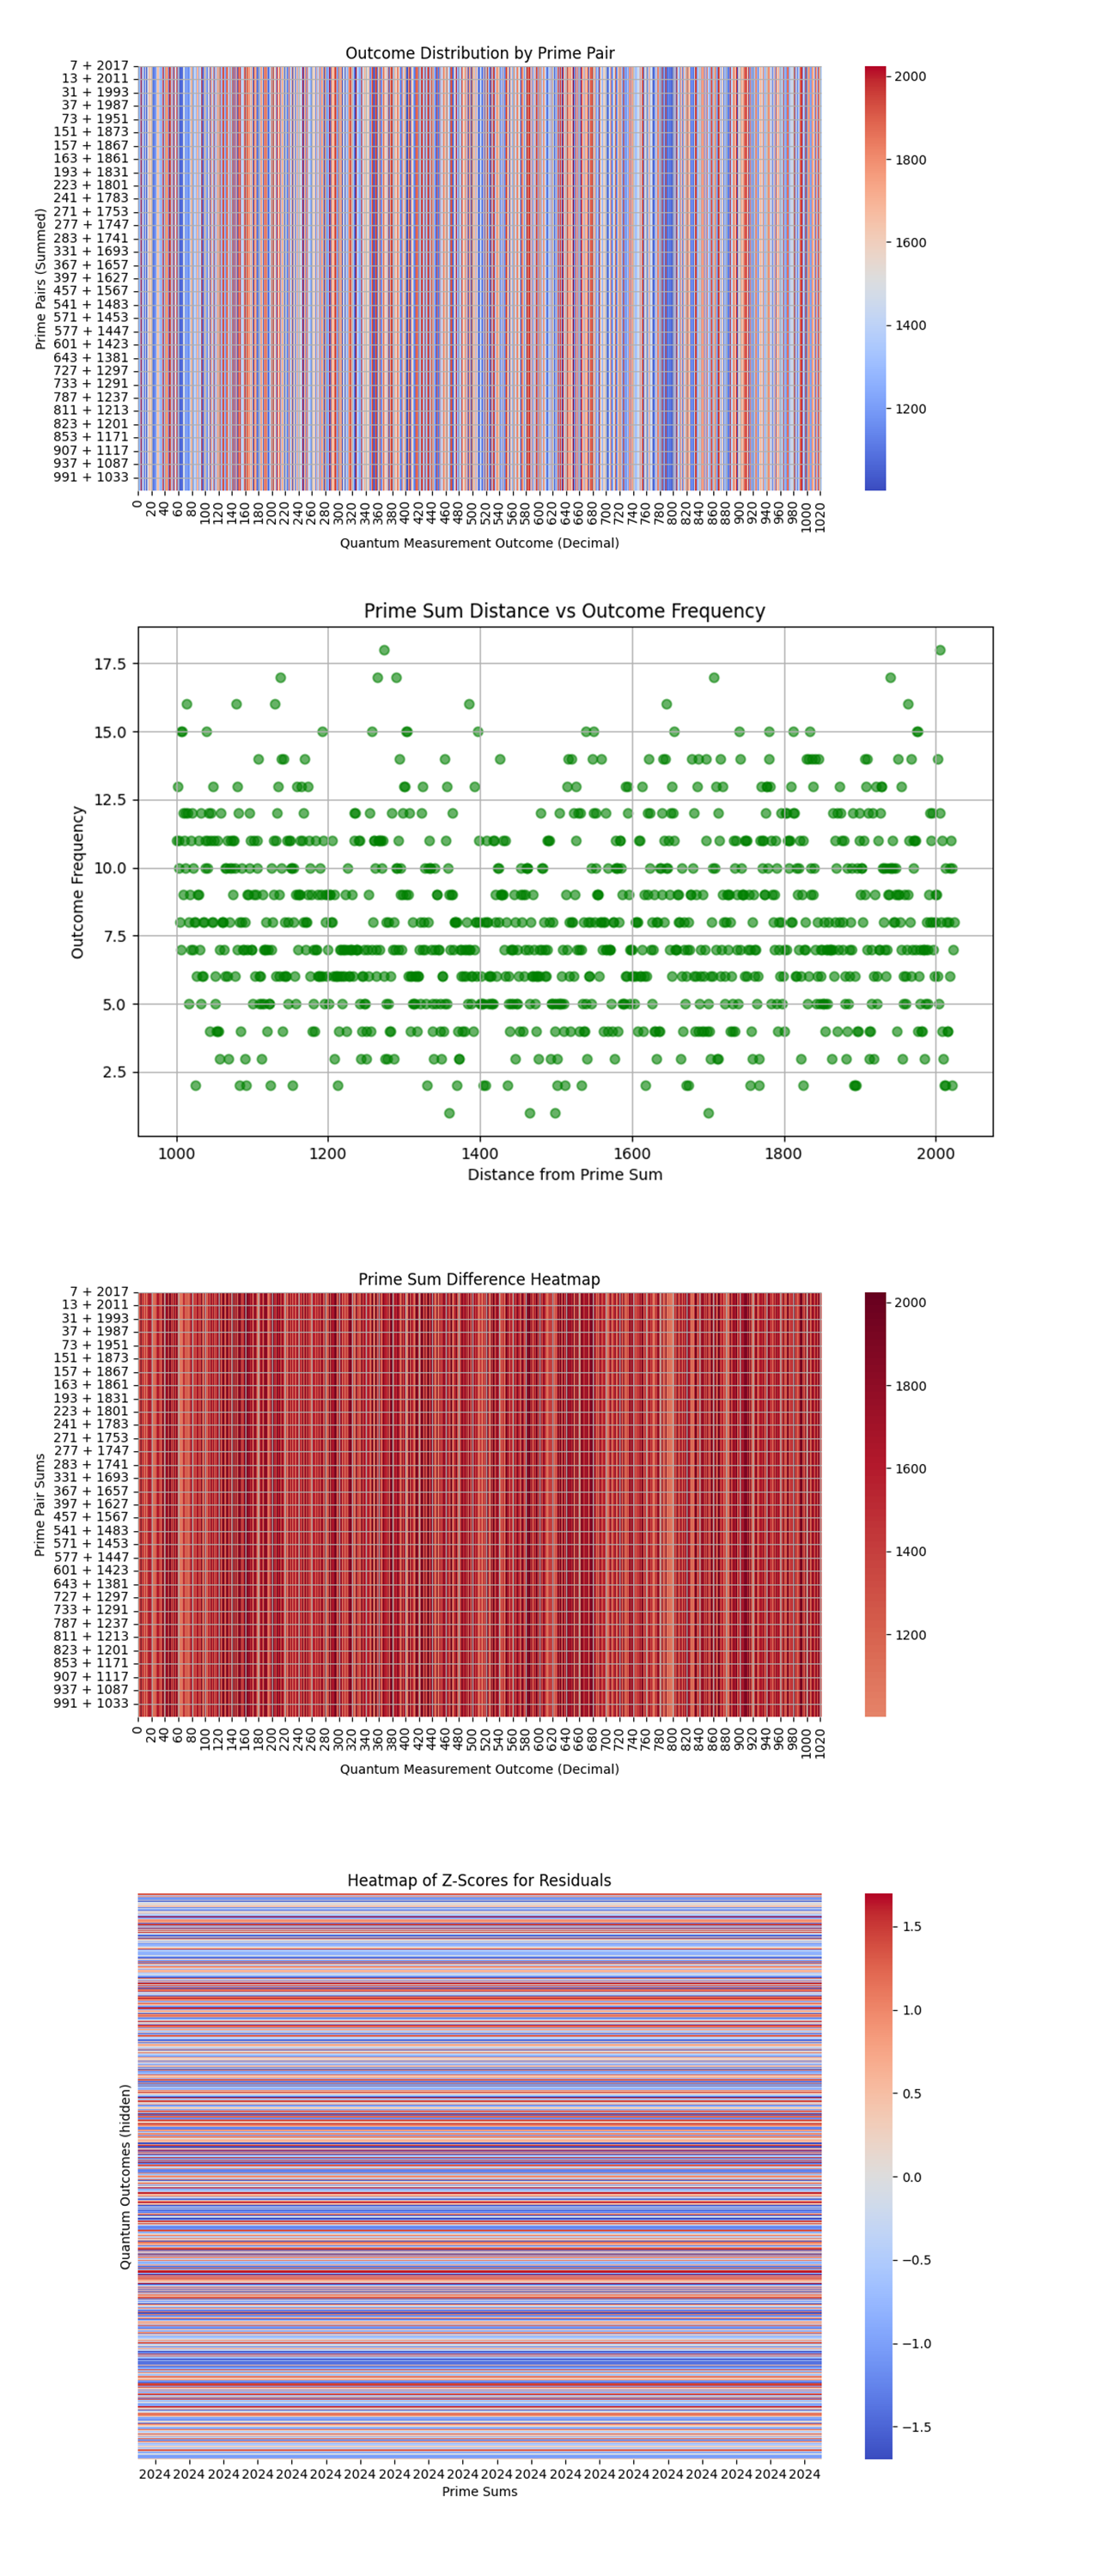 Outcome Distribution by Prime Pair
Prime Pairs (Summed)
7 + 2017
13 + 2011
31 + 1993
37 + 1987
73 + 1951
151 + 1873
157 + 1867
163 + 1861
193 + 1831
223 + 1801
241 + 1783
271 + 1753
277 + 1747
283 + 1741
331 + 1693
367 + 1657
397 + 1627
457 + 1567
541 + 1483
571 + 1453
577 + 1447
601 + 1423
643 + 1381
727 + 1297
733 + 1291
787 + 1237
811 + 1213
823 + 1201
853 + 1171
907 + 1117
937 + 1087
991 + 1033
0 20 40 60 80 100 120 140 160 180 200 220 240 260 280 300 320 340 360 380 400 420 440 460 480 500 520 540 560 580 600 620 640 660 680 700 720 740 760 780 800 820 840 860 880 900 920 940 960 980 1000 1020
Quantum Measurement Outcome (Decimal)
2000
1800
1600
1400
1200
Prime Sum Distance vs Outcome Frequency
Outcome Frequency
17.5
15.0
12.5
10.0
7.5
5.0
2.5
1000 1200 1400 1600 1800 2000
Distance from Prime Sum
Prime Sum Difference Heatmap
Prime Pair Sums
7 + 2017
13 + 2011
31 + 1993
37 + 1987
73 + 1951
151 + 1873
157 + 1867
163 + 1861
193 + 1831
223 + 1801
241 + 1783
271 + 1753
277 + 1747
283 + 1741
331 + 1693
367 + 1657
397 + 1627
457 + 1567
541 + 1483
571 + 1453
577 + 1447
601 + 1423
643 + 1381
727 + 1297
733 + 1291
787 + 1237
811 + 1213
823 + 1201
853 + 1171
907 + 1117
937 + 1087
991 + 1033
0 20 40 60 80 100 120 140 160 180 200 220 240 260 280 300 320 340 360 380 400 420 440 460 480 500 520 540 560 580 600 620 640 660 680 700 720 740 760 780 800 820 840 860 880 900 920 940 960 980 1000 1020
Quantum Measurement Outcome (Decimal)
2000
1800
1600
1400
1200
Heatmap of Z-Scores for Residuals
Quantum Outcomes (hidden)
2024 2024 2024 2024 2024 2024 2024 2024 2024 2024 2024 2024 2024 2024 2024 2024 2024 2024 2024 2024
Prime Sums
1.5
1.0
0.5
0.0
−0.5
−1.0
−1.5